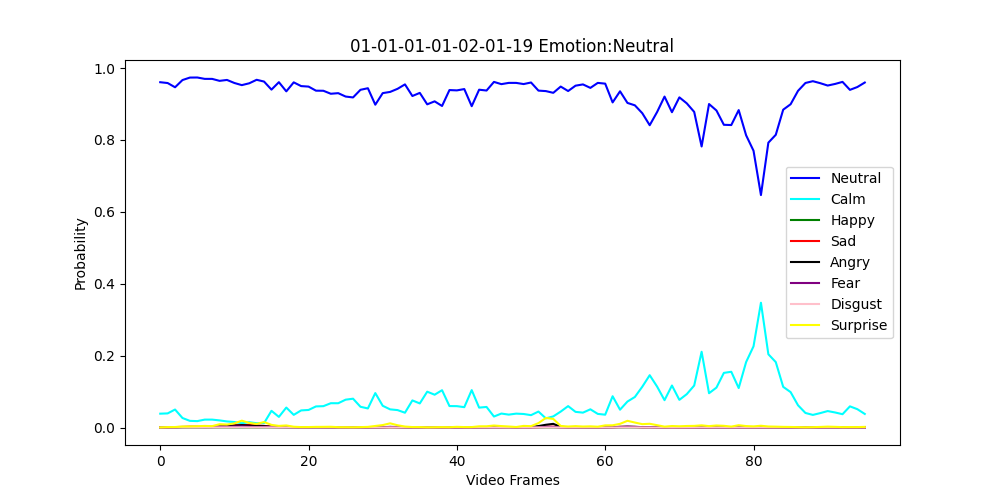 01-01-01-01-02-01-19 Emotion:Neutral
1.0
0.8
0.6
0.4
0.2
0.0
Probability
0
20
40
60
80
Video Frames
Neutral
Calm
Happy
Sad
Angry
Fear
Disgust
Surprise